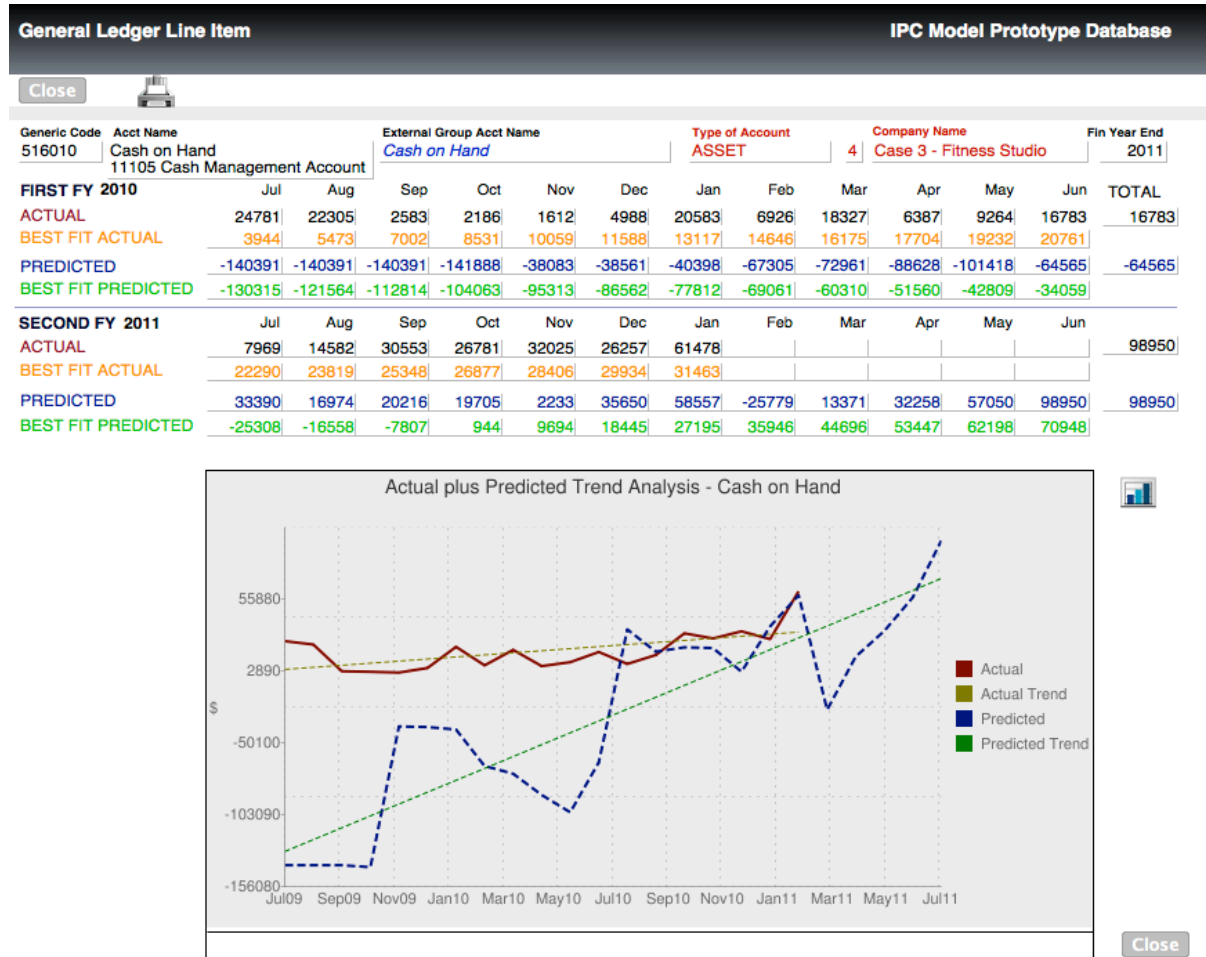 General Ledger Line Item IPC Model Prototype Database
Close
Generic Code Acct Name External Group Acct Name Type of Account Company Name Fin Year End
516010 Cash on Hand Cash on Hand ASSET 4 Case 3 - Fitness Studio 2011
11105 Cash Management Account
FIRST FY 2010 Jul Aug Sep Oct Nov Dec Jan Feb Mar Apr May Jun TOTAL
ACTUAL 24781 22305 2583 2186 1612 4988 20583 6926 18327 6387 9264 16783 16783
BEST FIT ACTUAL 3944 5473 7002 8531 10059 11588 13117 14646 16175 17704 19232 20761
PREDICTED -140391 -140391 -140391 -141888 -38083 -38561 -40398 -67305 -72961 -88628 -101418 -64565 -64565
BEST FIT PREDICTED -130315 -121564 -112814 -104063 -95313 -86562 -77812 -69061 -60310 -51560 -42809 -34059
SECOND FY 2011 Jul Aug Sep Oct Nov Dec Jan Feb Mar Apr May Jun
ACTUAL 7969 14582 30553 26781 32025 26257 61478 98950
BEST FIT ACTUAL 22290 23819 25348 26877 28406 29934 31463
PREDICTED 33390 16974 20216 19705 2233 35650 58557 -25779 13371 32258 57050 98950 98950
BEST FIT PREDICTED -25308 -16558 -7807 944 9694 18445 27195 35946 44696 53447 62198 70948
Actual plus Predicted Trend Analysis - Cash on Hand
55880
2890
$
-50100
-103090
-156080
Jul09 Sep09 Nov09 Jan10 Mar10 May10 Jul10 Sep10 Nov10 Jan11 Mar11 May11 Jul11
Actual
Actual Trend
Predicted
Predicted Trend
Close